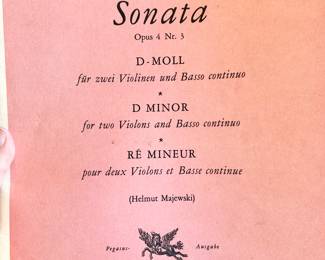 Sonata
Opus 4 Nr. 3
D-MOLL
für zwei Violinen und Basso continuo
*
D MINOR
for two Violons and Basso continuo
*
RÉ MINEUR
pour deux Violons et Basse continue
(Helmut Majewski)
Pegasus- Ausgabe